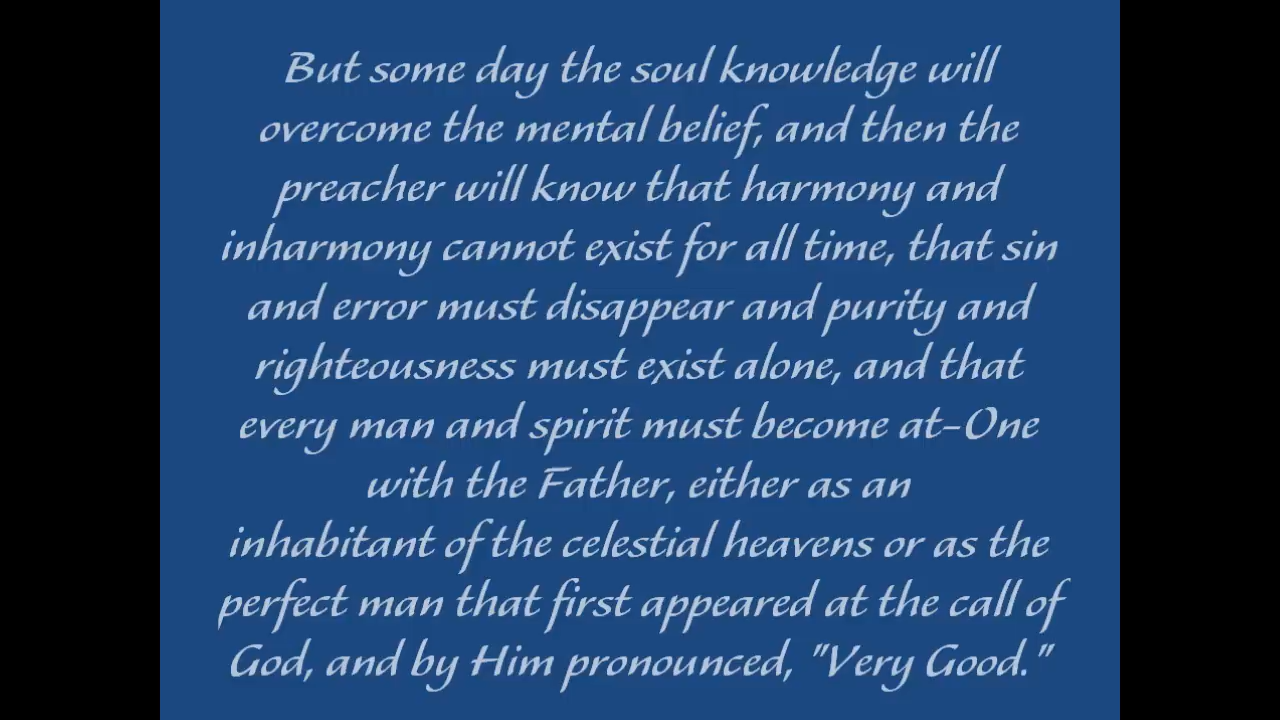 But some day the soul knowledge will
overcome the mental belief, and then the
preacher will know that harmony and
inharmony cannot exist for all time, that sin
and error must disappear and purity and
righteousness must exist alone, and that
every man and spirit must become at-One
with the Father, either as an
inhabitant of the celestial heavens or as the
perfect man that first appeared at the call of
God, and by Him pronounced, "Very Good."